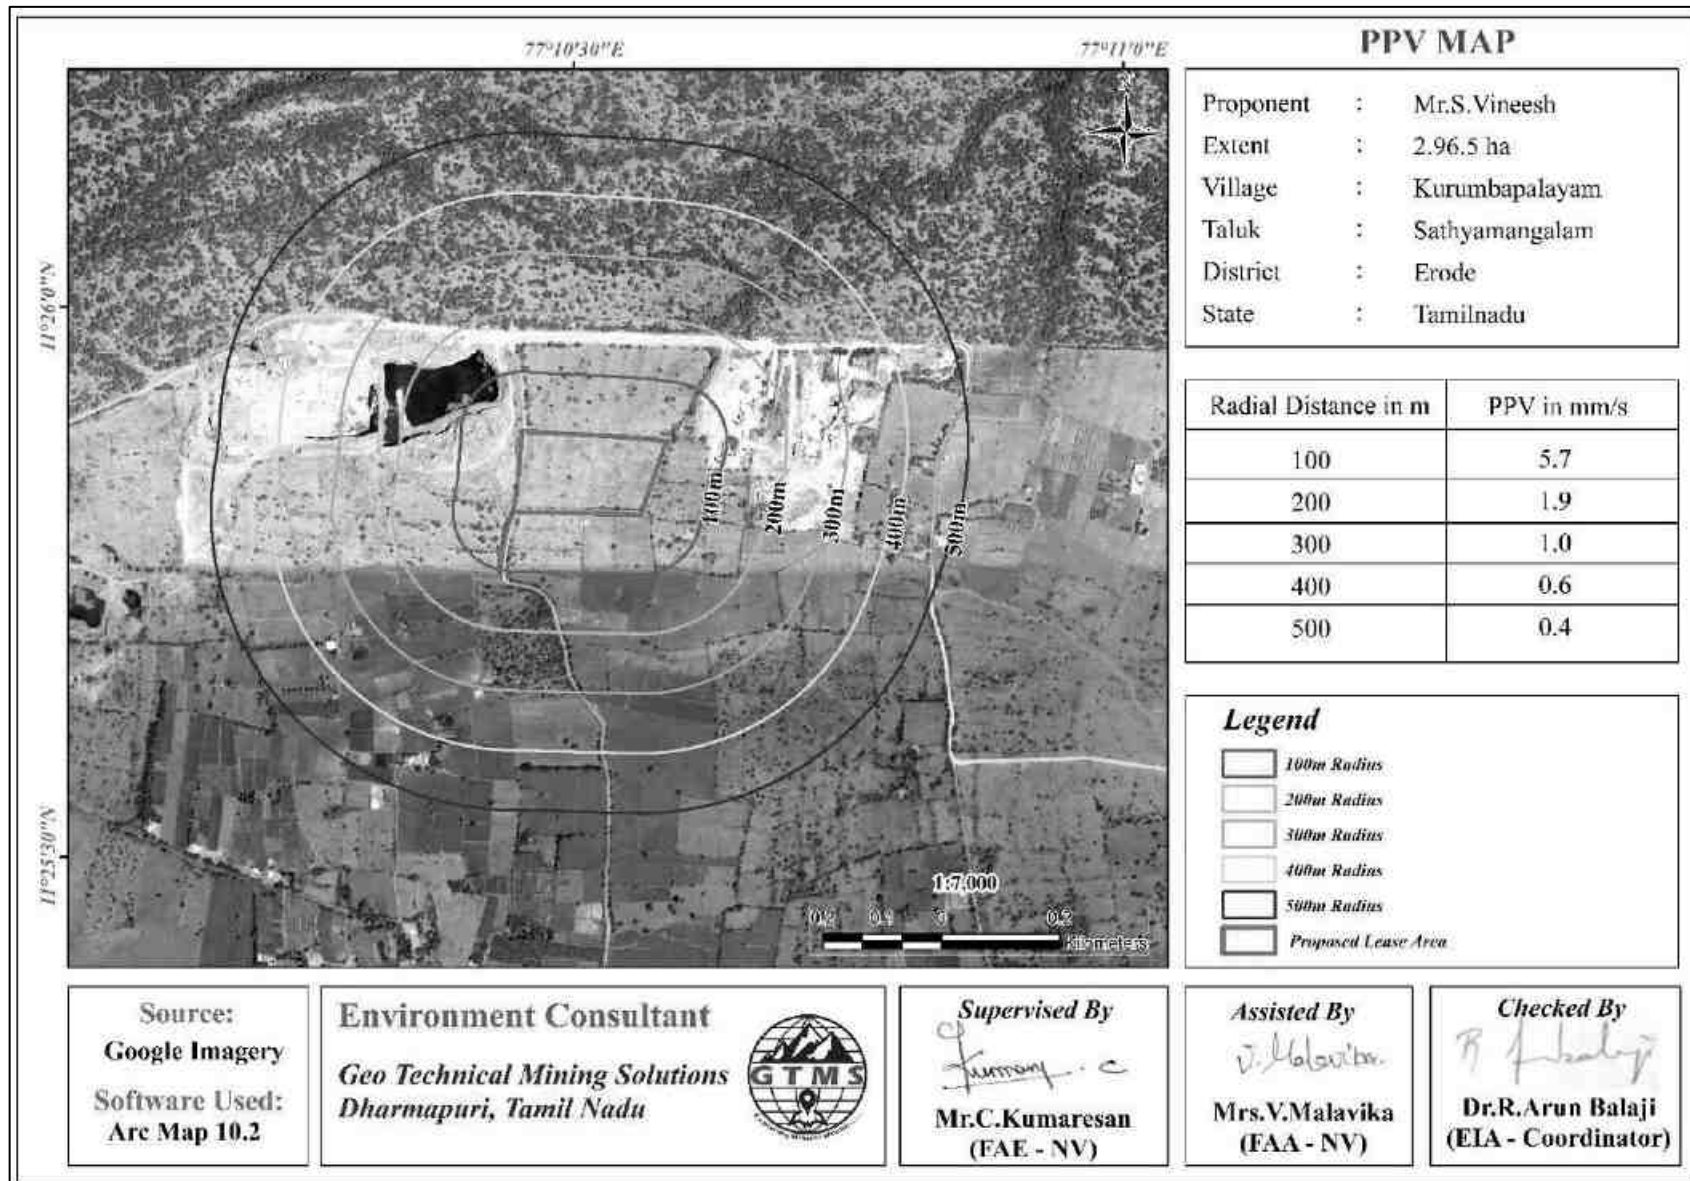 PPV MAP
77°10'30"E
77°11'0"E
11°26'0"N
11°25'30"N
100m
200m
300m
400m
500m
1:7,000
0.2 0.1 0 0.2
Kilometers
Proponent : Mr.S.Vineesh
Extent : 2.96.5 ha
Village : Kurumbapalayam
Taluk : Sathyamangalam
District : Erode
State : Tamilnadu
Radial Distance in m PPV in mm/s
100 5.7
200 1.9
300 1.0
400 0.6
500 0.4
Legend
100m Radius
200m Radius
300m Radius
400m Radius
500m Radius
Proposed Lease Area
Source:
Google Imagery
Software Used:
Arc Map 10.2
Environment Consultant
Geo Technical Mining Solutions
Dharmapuri, Tamil Nadu
GTMS
Supervised By
Mr.C.Kumaresan
(FAE - NV)
Assisted By
V. Malavika
Mrs.V.Malavika
(FAA - NV)
Checked By
Dr.R.Arun Balaji
(EIA - Coordinator)